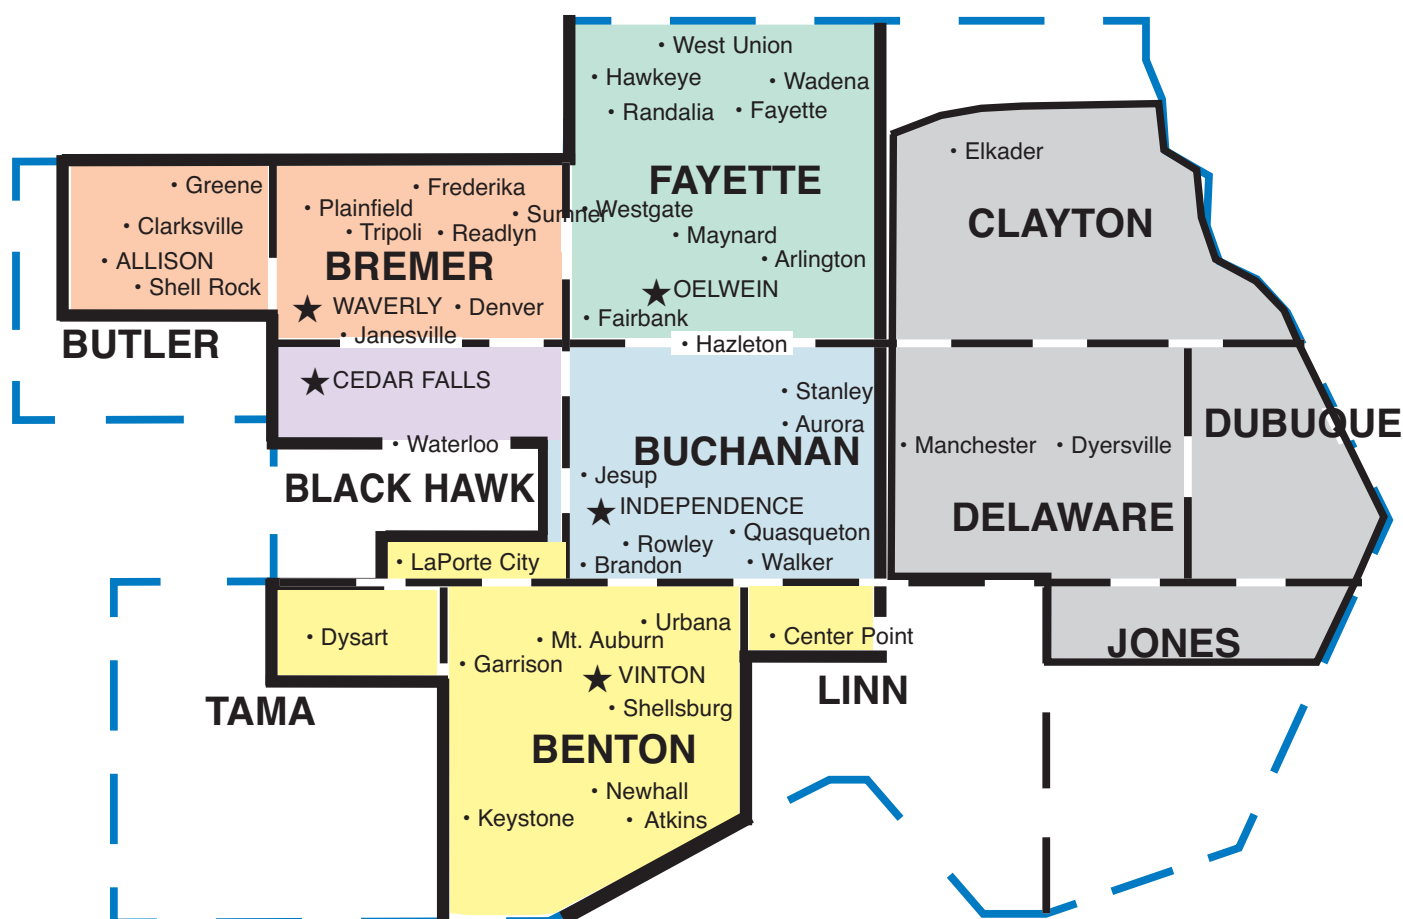 • West Union
• Hawkeye
• Wadena
• Randalia
• Fayette
• Elkader
FAYETTE
• Greene
• Frederika
• Plainfield
• Sumner
• Westgate
CLAYTON
• Clarksville
• Tripoli
• Readlyn
• Maynard
• ALLISON
BREMER
• Arlington
• Shell Rock
★ OELWEIN
★ WAVERLY
• Denver
• Fairbank
BUTLER
• Janesville
• Hazleton
★ CEDAR FALLS
• Stanley
• Aurora
DUBUQUE
• Waterloo
BUCHANAN
• Manchester
• Dyersville
• Jesup
BLACK HAWK
★ INDEPENDENCE
DELAWARE
• Quasqueton
• Rowley
• LaPorte City
• Brandon
• Walker
• Urbana
• Dysart
• Mt. Auburn
• Center Point
JONES
• Garrison
★ VINTON
LINN
TAMA
• Shellsburg
BENTON
• Newhall
• Keystone
• Atkins